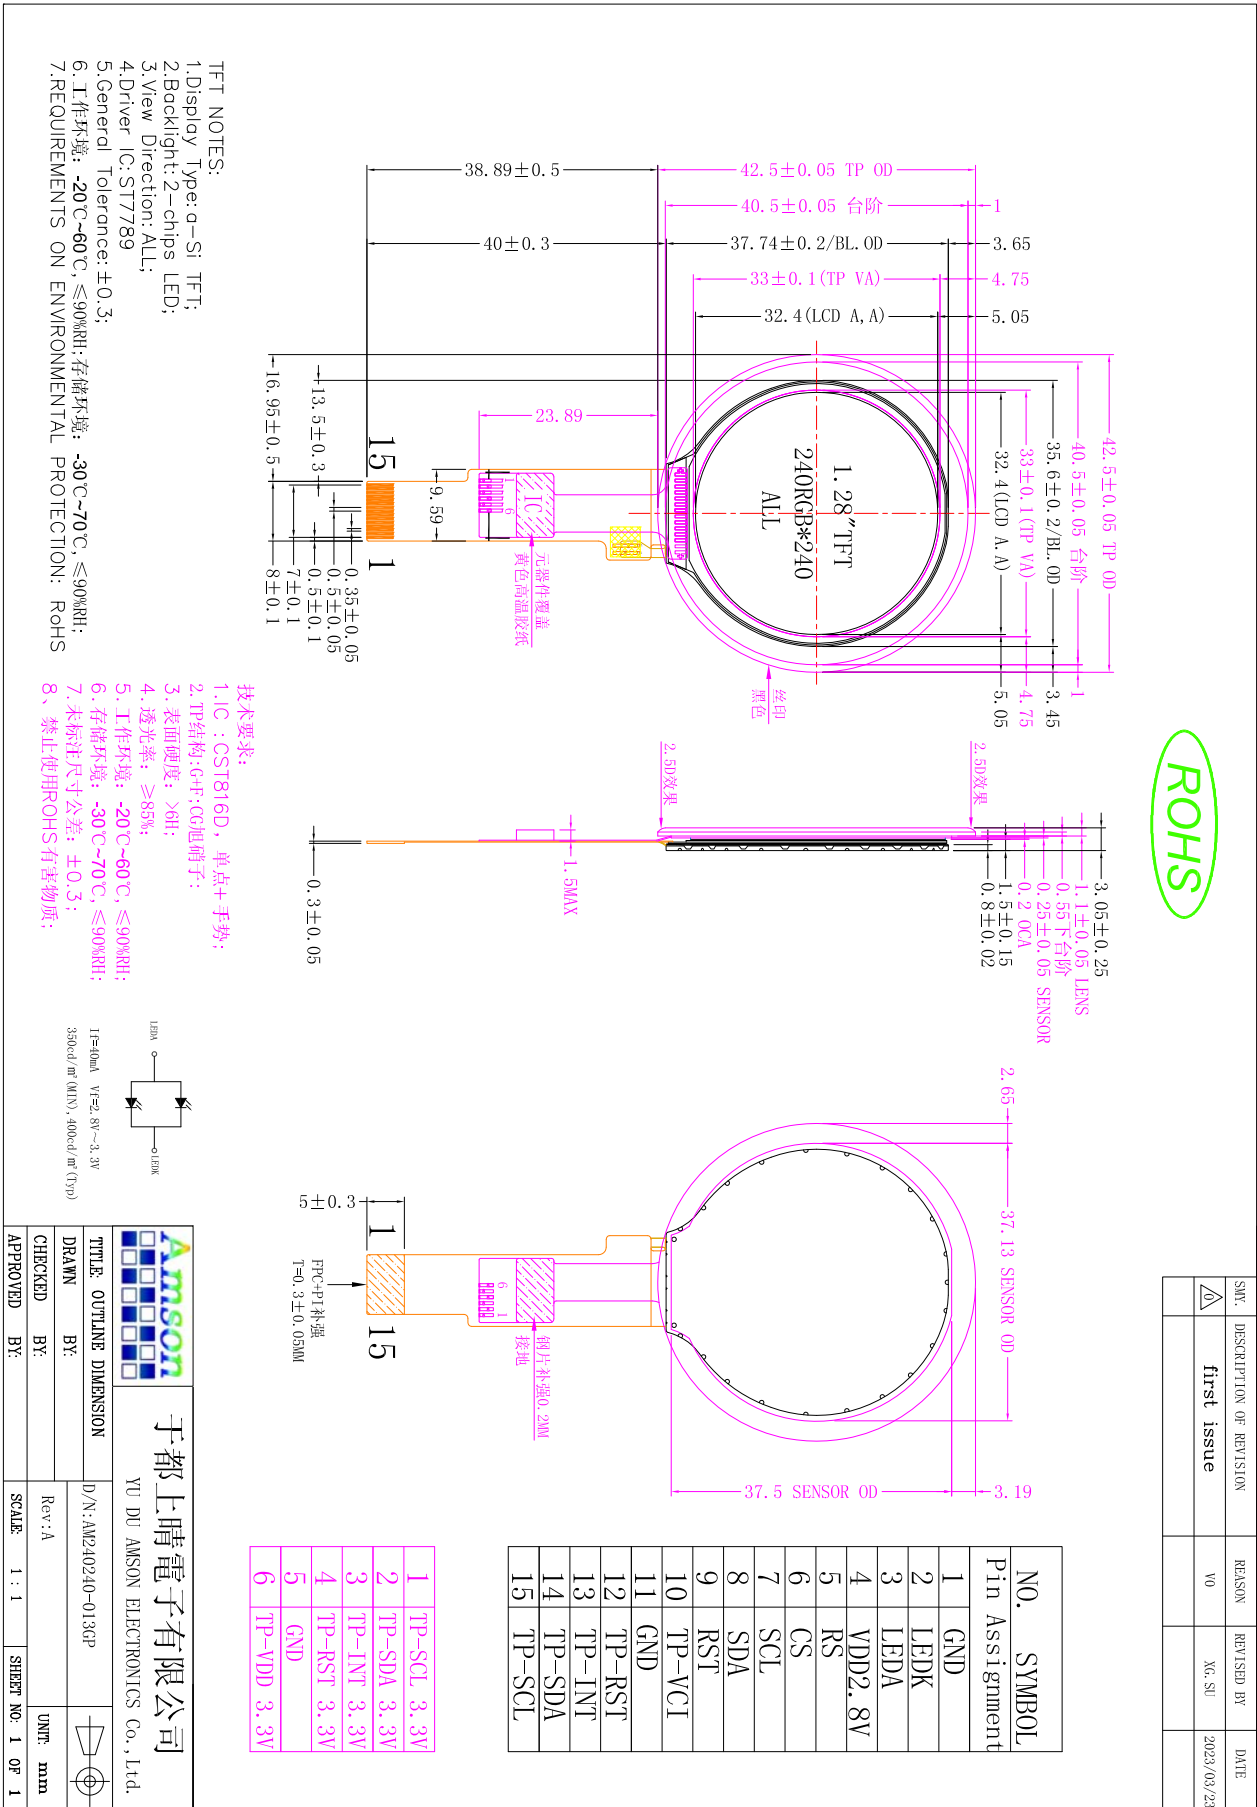 SMY.
DESCRIPTION OF REVISION
REASON
REVISED BY
DATE
0
first issue
V0
XG.SU
2023/03/23
ROHS
42.5±0.05 TP OD
40.5±0.05 台阶
1
35.6±0.2/BL.OD
3.45
33±0.1(TP VA)
4.75
32.4(LCD A.A)
5.05
42.5±0.05 TP OD
40.5±0.05 台阶
1
37.74±0.2/BL.OD
3.65
33±0.1(TP VA)
4.75
32.4(LCD A,A)
5.05
38.89±0.5
40±0.3
23.89
1.28"TFT
240RGB*240
ALL
IC
1
6
丝印
黑色
元器件覆盖
黄色高温胶纸
15
1
9.59
13.5±0.3
16.95±0.5
0.35±0.05
0.5±0.05
0.5±0.1
7±0.1
8±0.1
2.5D效果
2.5D效果
3.05±0.25
1.1±0.05 LENS
0.55下台阶
0.25±0.05 SENSOR
0.2 OCA
1.5±0.15
0.8±0.02
1.5MAX
0.3±0.05
2.65
37.13 SENSOR OD
37.5 SENSOR OD
3.19
5±0.3
1
15
6
1
钢片补强0.2MM
接地
FPC+PI补强
T=0.3±0.05MM
NO.
SYMBOL
Pin Assignment
1 GND
2 LEDK
3 LEDA
4 VDD2.8V
5 RS
6 CS
7 SCL
8 SDA
9 RST
10 TP-VCI
11 GND
12 TP-RST
13 TP-INT
14 TP-SDA
15 TP-SCL
1 TP-SCL 3.3V
2 TP-SDA 3.3V
3 TP-INT 3.3V
4 TP-RST 3.3V
5 GND
6 TP-VDD 3.3V
TFT NOTES:
1.Display Type:a-Si TFT;
2.Backlight:2-chips LED;
3.View Direction:ALL;
4.Driver IC:ST7789
5.General Tolerance:±0.3;
6.工作环境：-20℃~60℃, ≤90%RH;存储环境：-30℃~70℃, ≤90%RH;
7.REQUIREMENTS ON ENVIRONMENTAL PROTECTION: RoHS
技术要求：
1.IC :CST816D, 单点＋手势;
2.TP结构:G+F;CG旭硝子;
3.表面硬度：>6H;
4.透光率：≥85%;
5.工作环境：-20℃~60℃, ≤90%RH;
6.存储环境：-30℃~70℃, ≤90%RH;
7.未标注尺寸公差：±0.3;
8、禁止使用ROHS有害物质;
LEDA
LEDK
If=40mA Vf=2.8V～3.3V
350cd/m²(MIN),400cd/m²(Typ)
Amson
于都上晴電子有限公司
YU DU AMSON ELECTRONICS Co.,Ltd.
TITLE: OUTLINE DIMENSION
D/N:AM240240-013GP
DRAWN BY:
CHECKED BY:
Rev:A
UNIT: mm
APPROVED BY:
SCALE: 1 : 1
SHEET NO: 1 OF 1